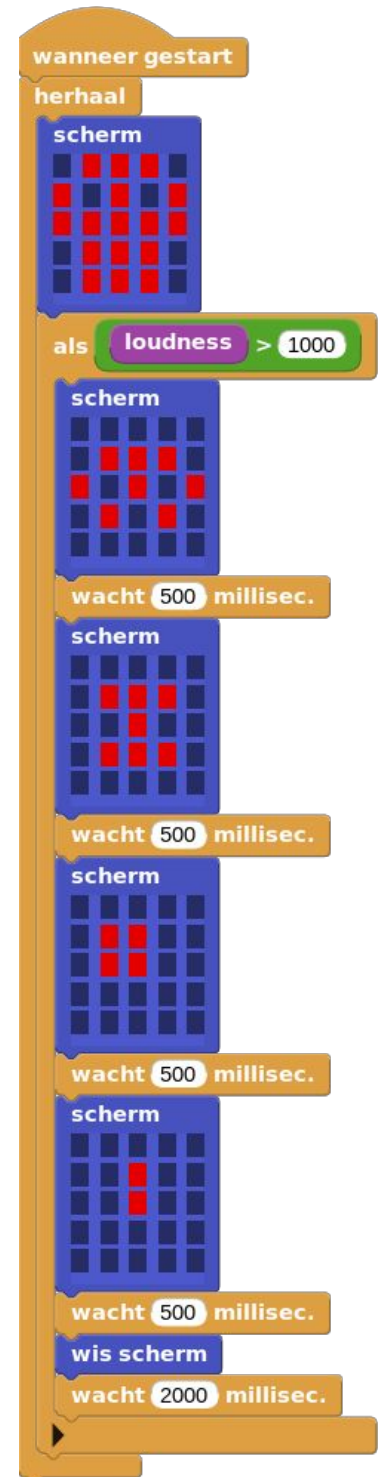 wanneer gestart
herhaal
scherm
als loudness > 1000
scherm
wacht 500 millisec.
scherm
wacht 500 millisec.
scherm
wacht 500 millisec.
scherm
wacht 500 millisec.
wis scherm
wacht 2000 millisec.